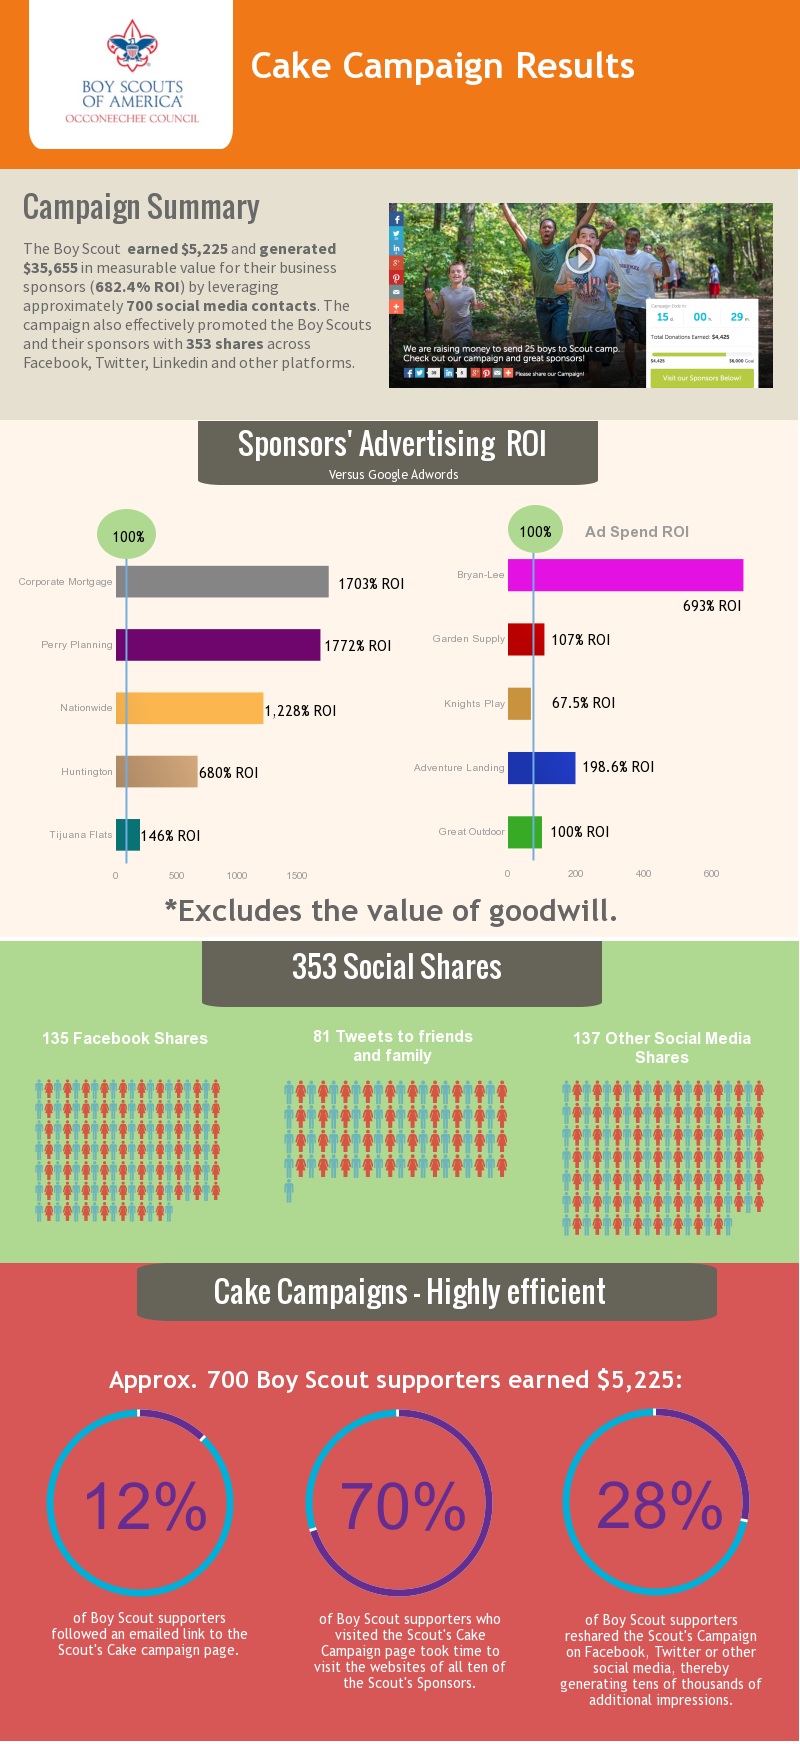 BOY SCOUTS
OF AMERICA
OCCONEECHEE COUNCIL
Cake Campaign Results
Campaign Summary
The Boy Scout earned $5,225 and generated
$35,655 in measurable value for their business
sponsors (682.4% ROI) by leveraging
approximately 700 social media contacts. The
campaign also effectively promoted the Boy Scouts
and their sponsors with 353 shares across
Facebook, Twitter, Linkedin and other platforms.
We are raising money to send 25 boys to Scout camp.
Check out our campaign and great sponsors!
Please share our Campaign!
Campaign Ends In
15 d. 00 h. 29 m.
Total Donations Earned: $4,425
$4,425 $6,000 Goal
Visit our Sponsors Below!
Sponsors' Advertising ROI
Versus Google Adwords
100%
Corporate Mortgage 1703% ROI
Perry Planning 1772% ROI
Nationwide 1,228% ROI
Huntington 680% ROI
Tijuana Flats 146% ROI
0 500 1000 1500
100% Ad Spend ROI
Bryan-Lee
693% ROI
Garden Supply 107% ROI
Knights Play 67.5% ROI
Adventure Landing 198.6% ROI
Great Outdoor 100% ROI
0 200 400 600
*Excludes the value of goodwill.
353 Social Shares
135 Facebook Shares
81 Tweets to friends
and family
137 Other Social Media
Shares
Cake Campaigns - Highly efficient
Approx. 700 Boy Scout supporters earned $5,225:
12%
of Boy Scout supporters
followed an emailed link to the
Scout's Cake campaign page.
70%
of Boy Scout supporters who
visited the Scout's Cake
Campaign page took time to
visit the websites of all ten of
the Scout's Sponsors.
28%
of Boy Scout supporters
reshared the Scout's Campaign
on Facebook, Twitter or other
social media, thereby
generating tens of thousands of
additional impressions.